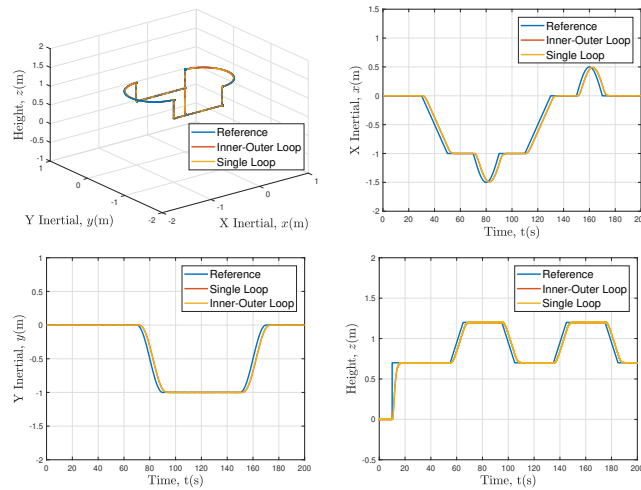 2
1.5
1
0.5
0
-0.5
-1
1
0
-1
-2
-2
-1
0
1
Height, z(m)
Y Inertial, y(m)
X Inertial, x(m)
Reference
Inner-Outer Loop
Single Loop
1.5
1
0.5
0
-0.5
-1
-1.5
-2
X Inertial, x(m)
0 20 40 60 80 100 120 140 160 180 200
Time, t(s)
Reference
Inner-Outer Loop
Single Loop
1
0.5
0
-0.5
-1
-1.5
-2
Y Inertial, y(m)
0 20 40 60 80 100 120 140 160 180 200
Time, t(s)
Reference
Single Loop
Inner-Outer Loop
2
1.5
1
0.5
0
-0.5
Height, z(m)
0 20 40 60 80 100 120 140 160 180 200
Time, t(s)
Reference
Inner-Outer Loop
Single Loop